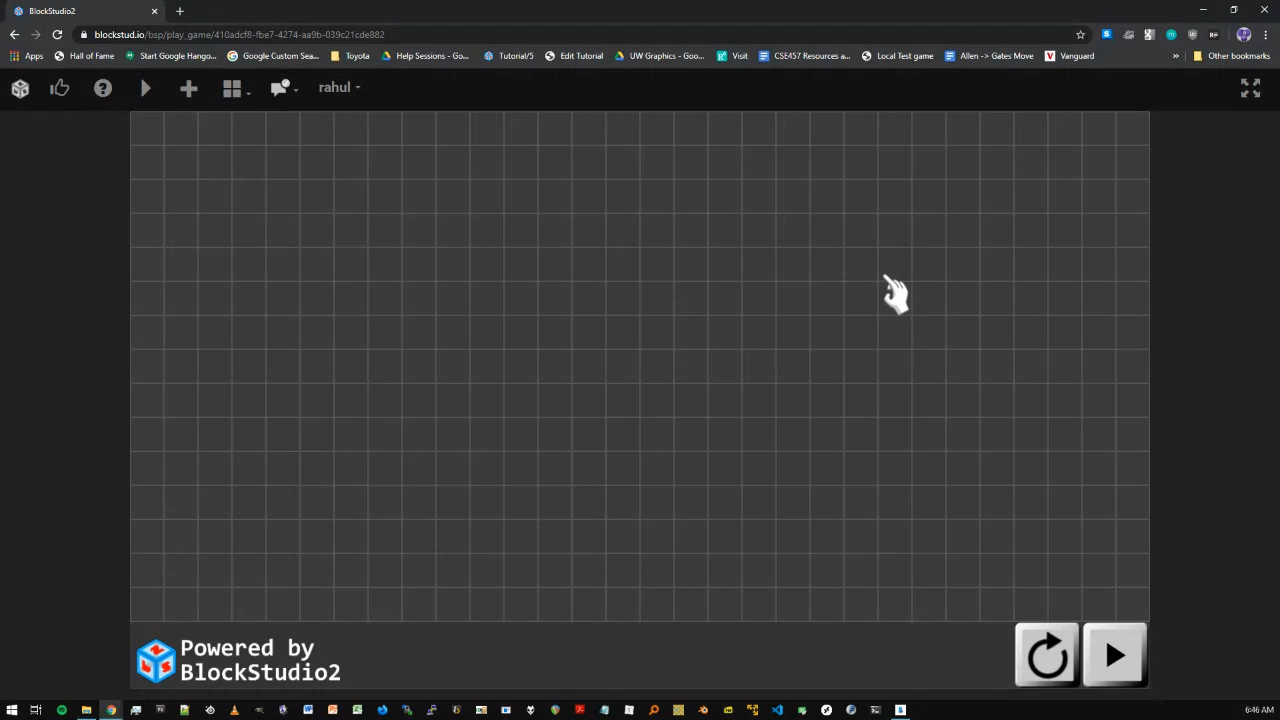 BlockStudio2
blockstud.io/bsp/play_game/410adcf8-fbe7-4274-aa9b-039c21cde882
Apps Hall of Fame Start Google Hango... Google Custom Sea... Toyota Help Sessions - Go... Tutorial/5 Edit Tutorial UW Graphics - Goo... Visit CSE457 Resources a... Local Test game Allen -> Gates Move Vanguard » Other bookmarks
rahul
Powered by
BlockStudio2
6:46 AM